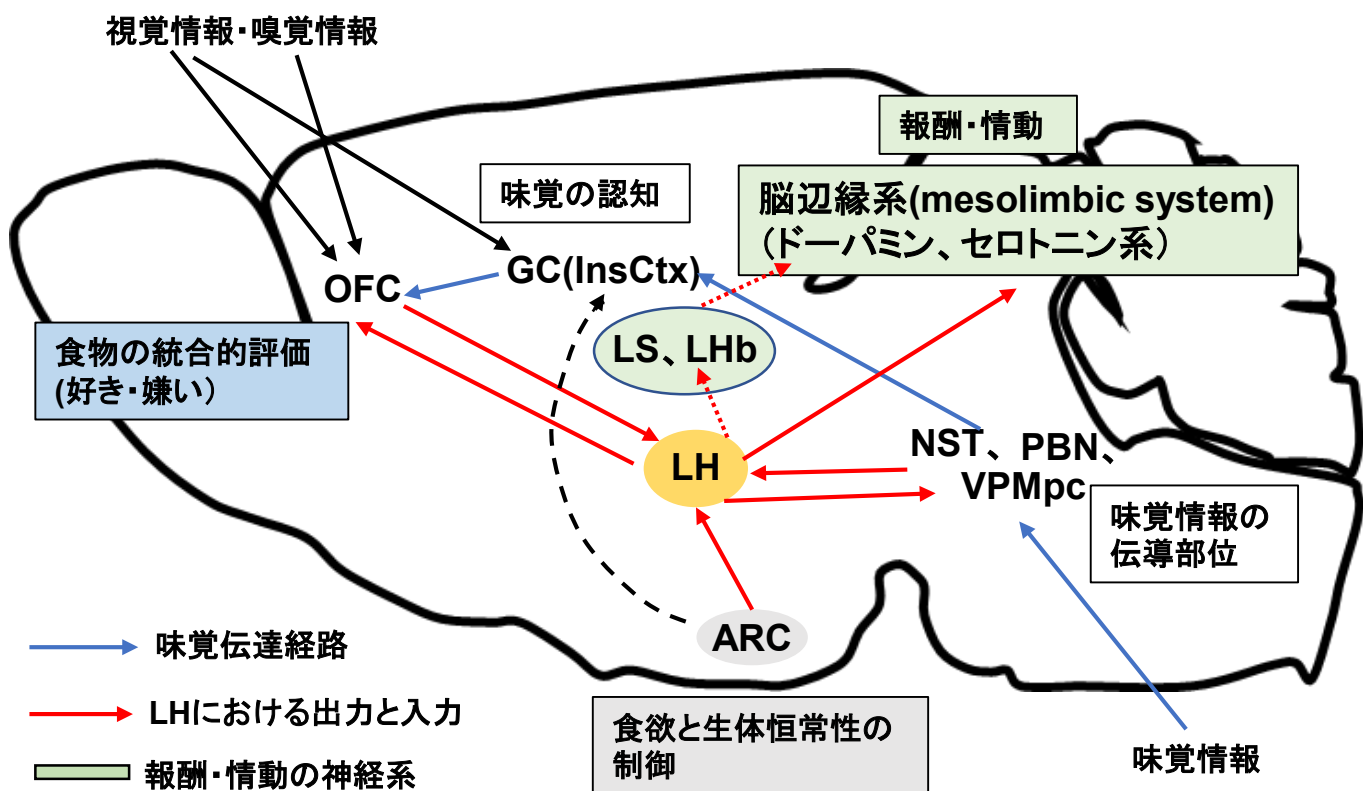 視覚情報・嗅覚情報
報酬・情動
脳辺縁系(mesolimbic system)
（ドーパミン、セロトニン系）
味覚の認知
GC(InsCtx)
OFC
食物の統合的評価
(好き・嫌い）
LS、LHb
LH
NST、PBN、
VPMpc
味覚情報の
伝導部位
ARC
味覚伝達経路
LHにおける出力と入力
報酬・情動の神経系
食欲と生体恒常性の
制御
味覚情報